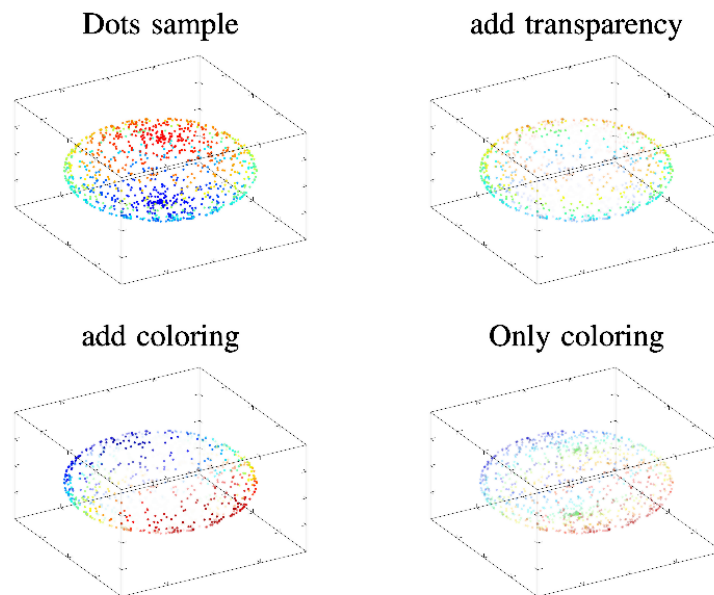 Dots sample
add transparency
add coloring
Only coloring